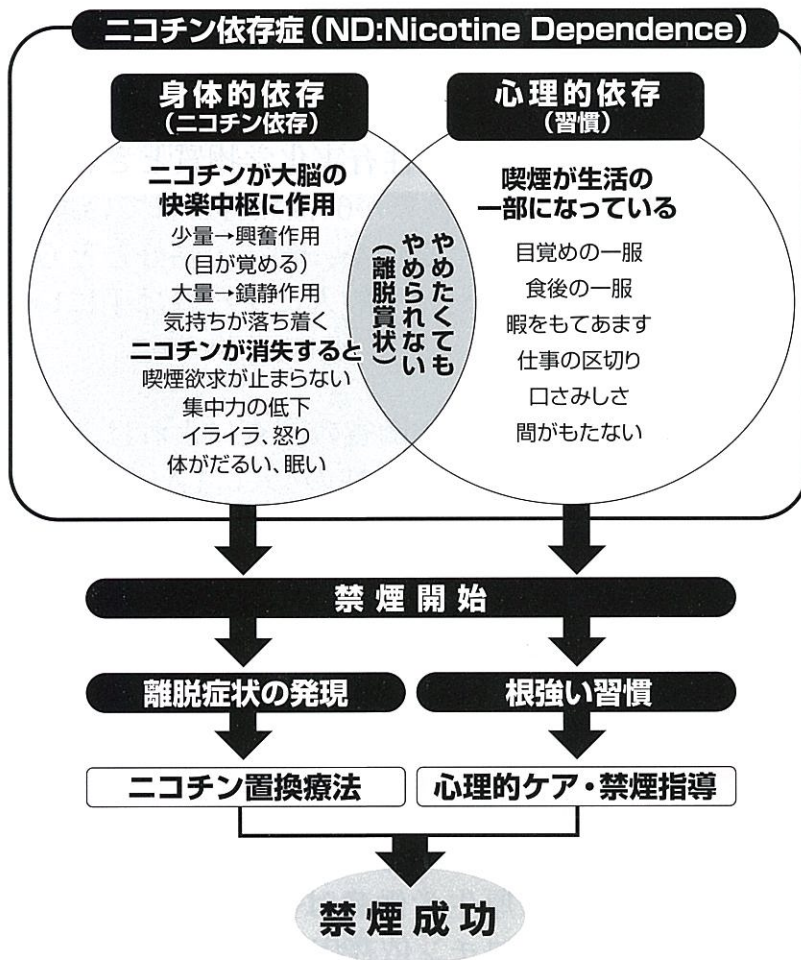 ニコチン依存症(ND:Nicotine Dependence)
身体的依存
(ニコチン依存)
ニコチンが大脳の
快楽中枢に作用
少量→興奮作用
(目が覚める)
大量→鎮静作用
気持ちが落ち着く
ニコチンが消失すると
喫煙欲求が止まらない
集中力の低下
イライラ、怒り
体がだるい、眠い
やめたくても
やめられない
(離脱賞状)
心理的依存
(習慣)
喫煙が生活の
一部になっている
目覚めの一服
食後の一服
暇をもてあます
仕事の区切り
口さみしさ
間がもたない
禁煙開始
離脱症状の発現
根強い習慣
ニコチン置換療法
心理的ケア・禁煙指導
禁煙成功